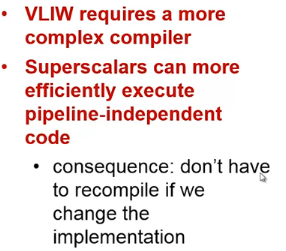 • VLIW requires a more
complex compiler
• Superscalars can more
efficiently execute
pipeline-independent
code
• consequence: don't have
to recompile if we
change the
implementation